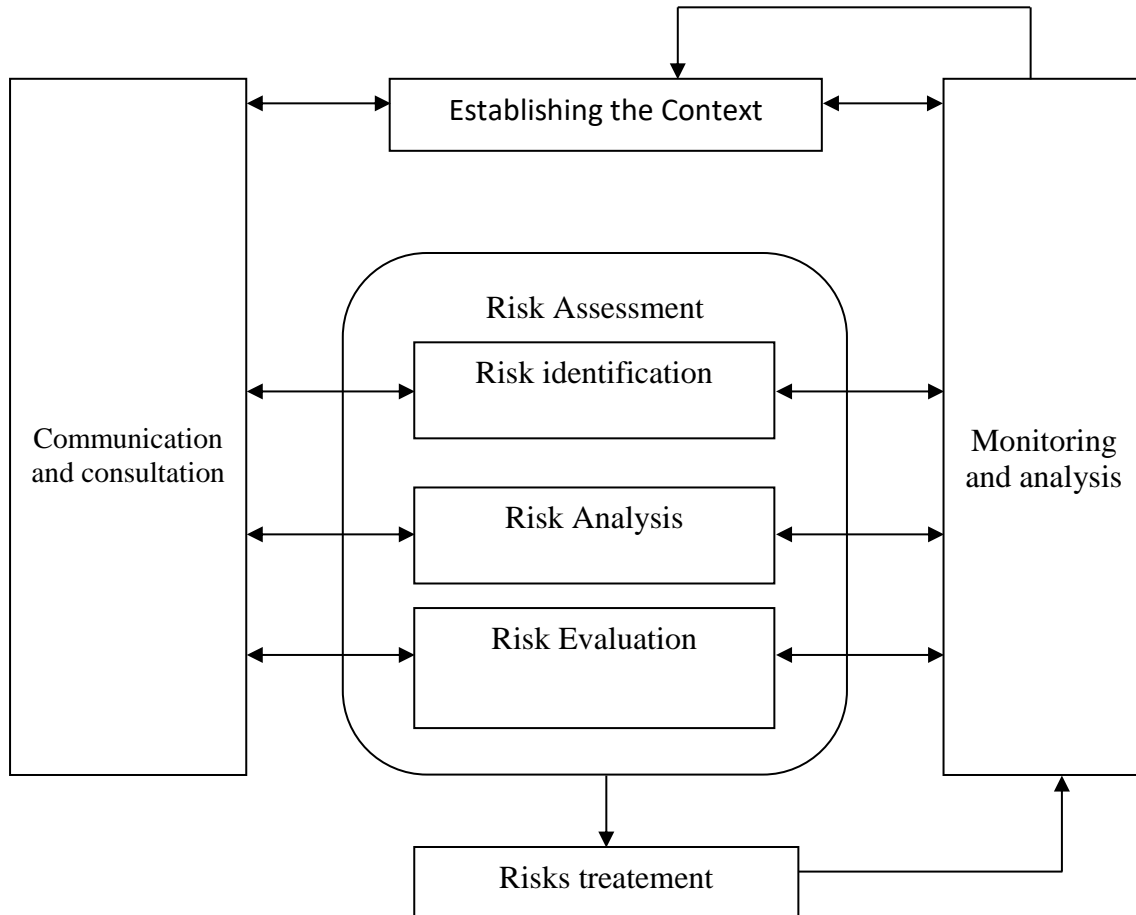 Establishing the Context
Risk Assessment
Risk identification
Communication
and consultation
Monitoring
and analysis
Risk Analysis
Risk Evaluation
Risks treatement